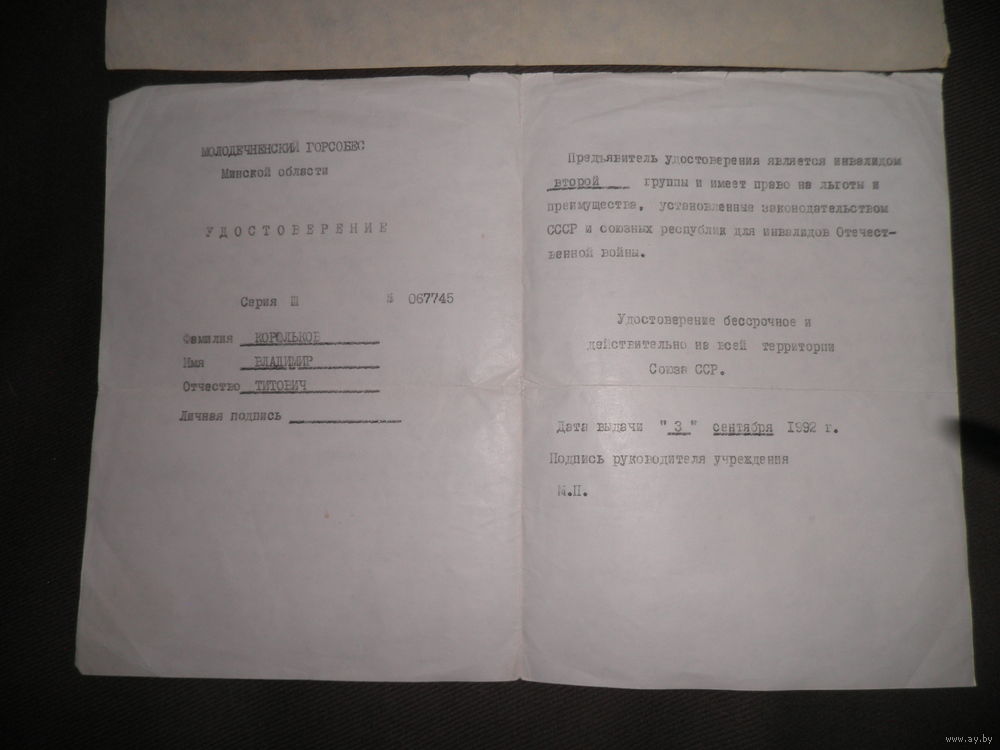 МОЛОДЕЧНЕНСКИЙ ГОРСОБЕС
Минской области
УДОСТОВЕРЕНИЕ
Серия Ш № 067745
Фамилия КОРОЛЬКОВ
Имя ВЛАДИМИР
Отчество ТИТОВИЧ
Личная подпись
Предъявитель удостоверения является инвалидом
второй группы и имеет право на льготы и
преимущества, установленные законодательством
СССР и союзных республик для инвалидов Отечест-
венной войны.
Удостоверение бессрочное и
действительно на всей территории
Союза ССР.
Дата выдачи "3" сентября 1992 г.
Подпись руководителя учреждения
М.П.
www.ay.by